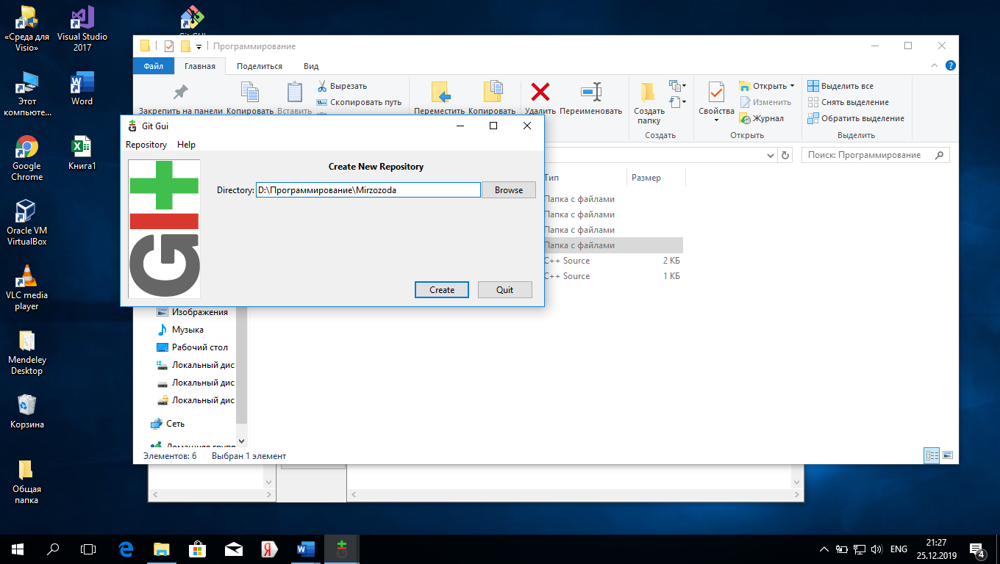 «Среда для
Visio»
Visual Studio
2017
Этот
компьюте...
Word
Google
Chrome
Книга1
Oracle VM
VirtualBox
VLC media
player
Mendeley
Desktop
Корзина
Общая
папка
Программирование
Файл
Главная
Поделиться
Вид
Закрепить на панели
Копировать
Вставить
Вырезать
Скопировать путь
Переместить
Копировать
Удалить
Переименовать
Создать
папку
Создать
Свойства
Открыть
Изменить
Журнал
Открыть
Выделить все
Снять выделение
Обратить выделение
Выделить
Поиск: Программирование
Тип
Размер
Папка с файлами
Папка с файлами
Папка с файлами
Папка с файлами
C++ Source
2 КБ
C++ Source
1 КБ
Git Gui
Repository
Help
GIT
Create New Repository
Directory:
D:\Программирование\Mirzozoda
Browse
Create
Quit
Изображения
Музыка
Рабочий стол
Локальный дис
Локальный дис
Локальный дис
Сеть
Элементов: 6
Выбран 1 элемент
ENG
21:27
25.12.2019
4